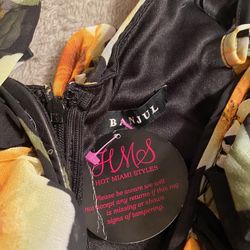 BANJUL
HMS
HOT MIAMI STYLES
Please be aware we will
not accept any returns if this tag
is missing or shows
signs of tampering.